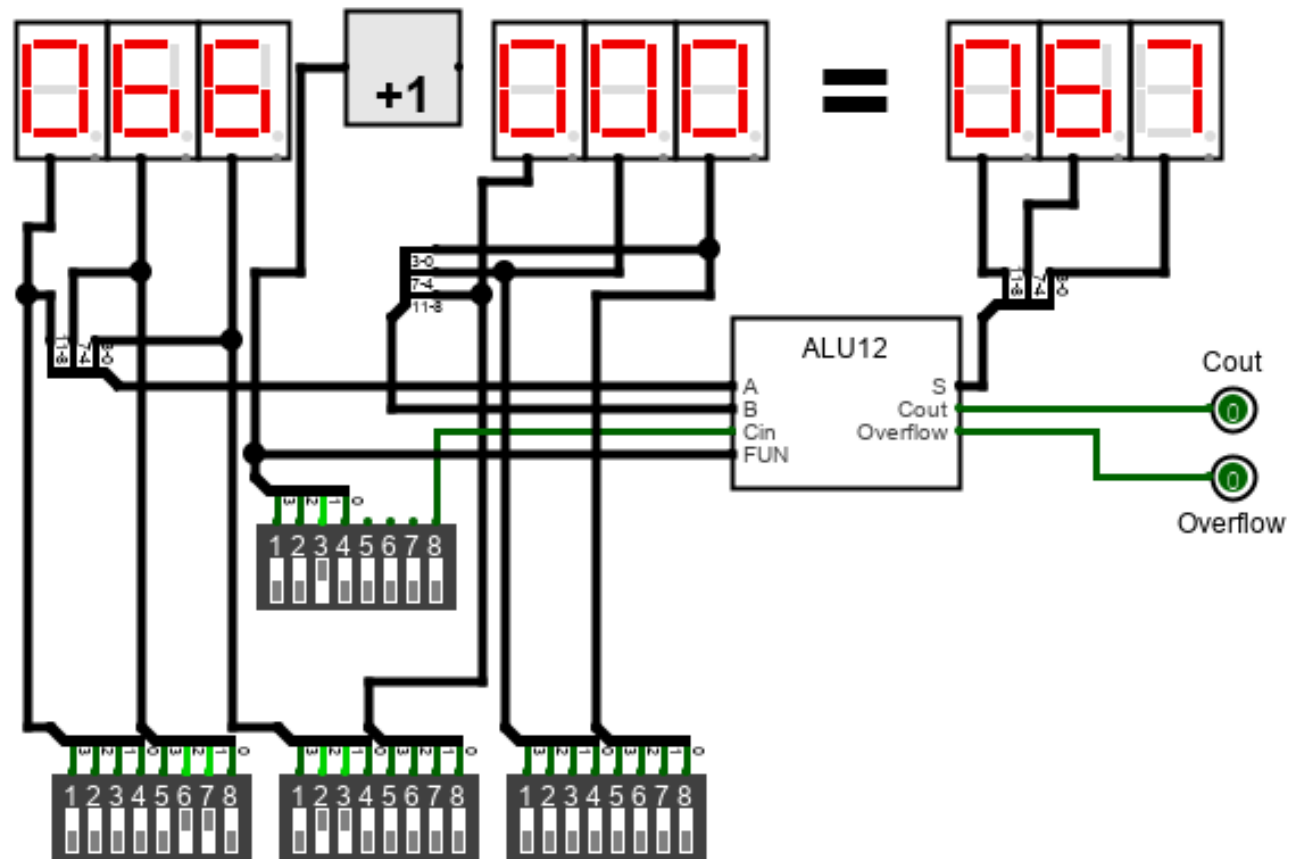 066 +1 000 = 067
3-0
7-4
11-8
11-8 7-4 3-0
11-8 7-4 3-0
ALU12
A
B
Cin
FUN
S
Cout
Overflow
Cout
0
0
Overflow
3 2 1 0
1 2 3 4 5 6 7 8
3 2 1 0 3 2 1 0
1 2 3 4 5 6 7 8
3 2 1 0 3 2 1 0
1 2 3 4 5 6 7 8
3 2 1 0 3 2 1 0
1 2 3 4 5 6 7 8